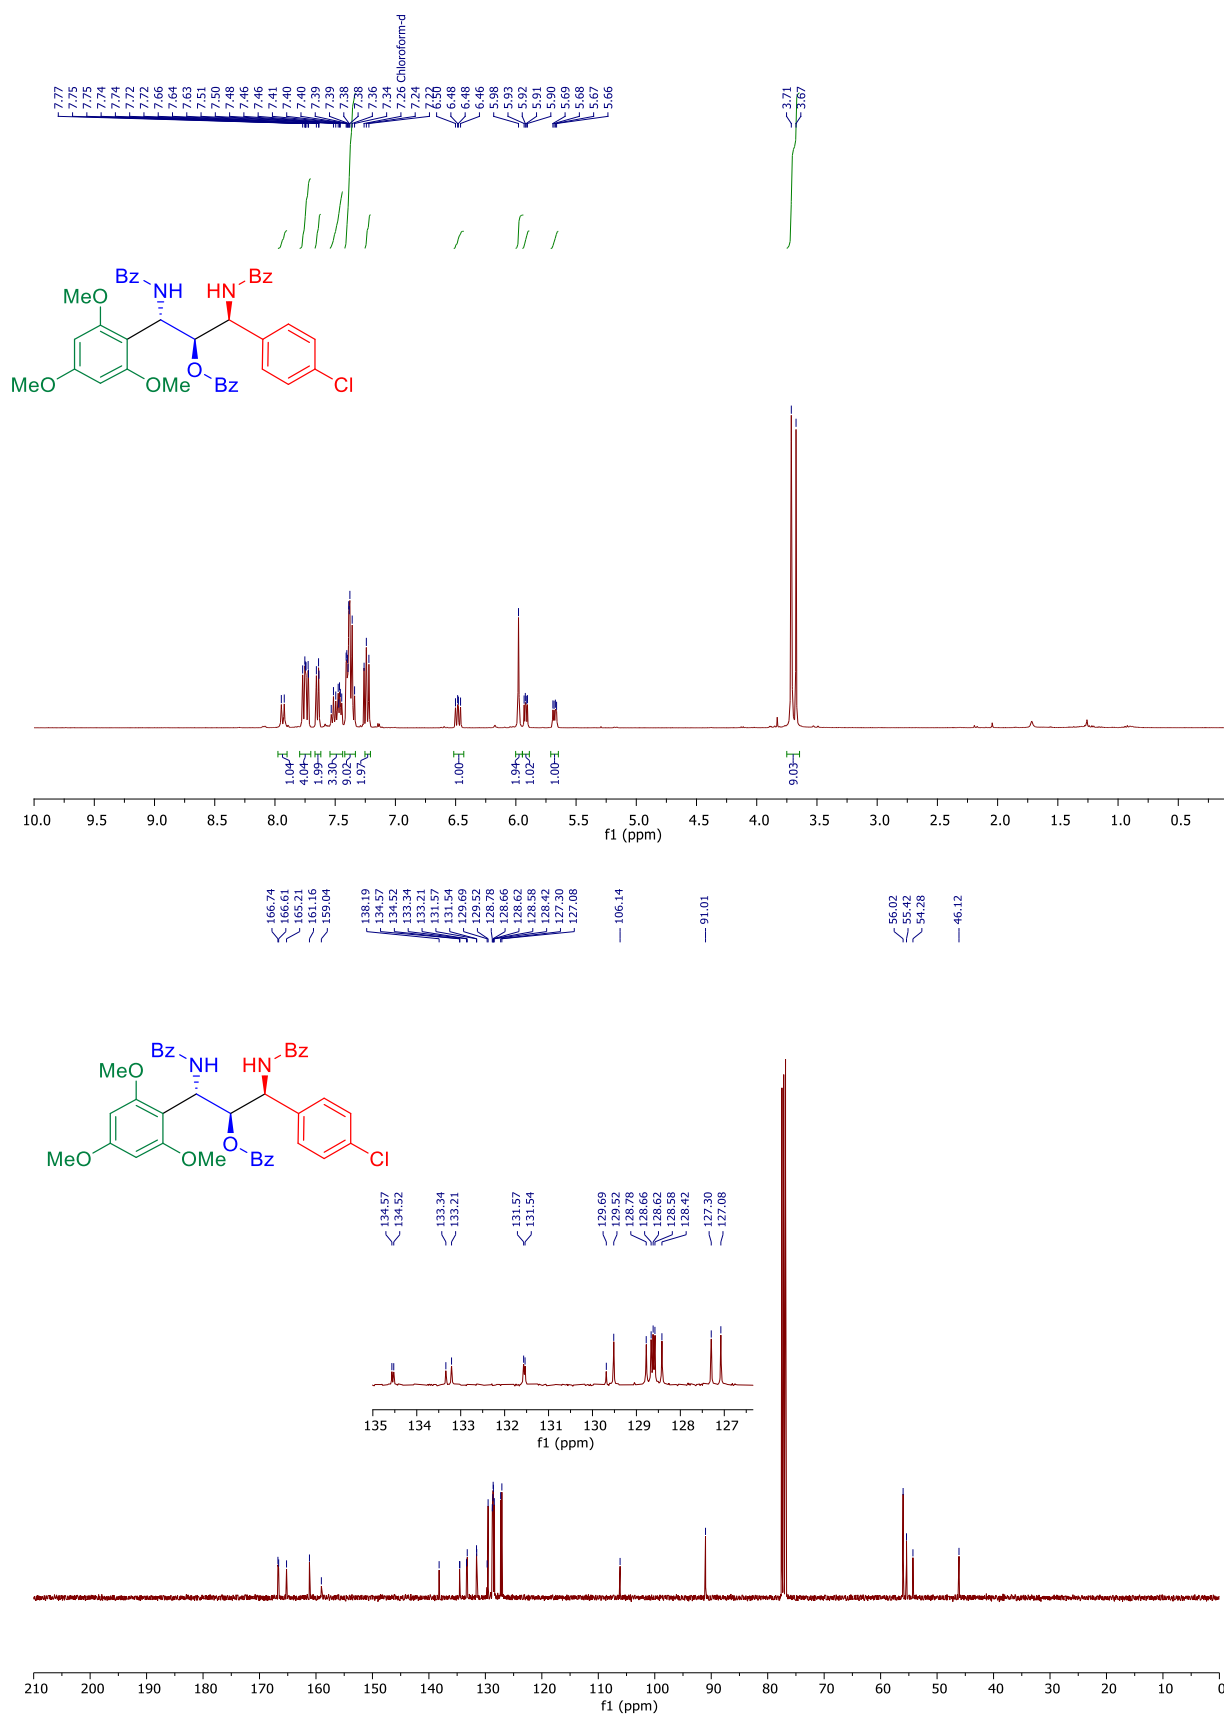 7.77 7.75 7.75 7.74 7.74 7.72 7.72 7.66 7.64 7.63 7.51 7.50 7.48 7.46 7.46 7.41 7.40 7.40 7.39 7.39 7.38 7.38 7.36 7.34 7.26 Chloroform-d 7.24 7.22 6.50 6.48 6.48 6.46 5.98 5.93 5.92 5.91 5.90 5.69 5.68 5.67 5.66 3.71 3.67
Bz NH HN Bz
MeO
MeO OMe O Bz Cl
1.04 4.04 1.99 3.30 9.02 1.97 1.00 1.94 1.02 1.00 9.03
10.0 9.5 9.0 8.5 8.0 7.5 7.0 6.5 6.0 5.5 5.0 4.5 4.0 3.5 3.0 2.5 2.0 1.5 1.0 0.5
f1 (ppm)
166.74 166.61 165.21 161.16 159.04 138.19 134.57 134.52 133.34 133.21 131.57 131.54 129.69 129.52 128.78 128.66 128.62 128.58 128.42 127.30 127.08 106.14 91.01 56.02 55.42 54.28 46.12
Bz NH HN Bz
MeO
MeO OMe O Bz Cl
134.57 134.52 133.34 133.21 131.57 131.54 129.69 129.52 128.78 128.66 128.62 128.58 128.42 127.30 127.08
135 134 133 132 131 130 129 128 127
f1 (ppm)
210 200 190 180 170 160 150 140 130 120 110 100 90 80 70 60 50 40 30 20 10 0
f1 (ppm)